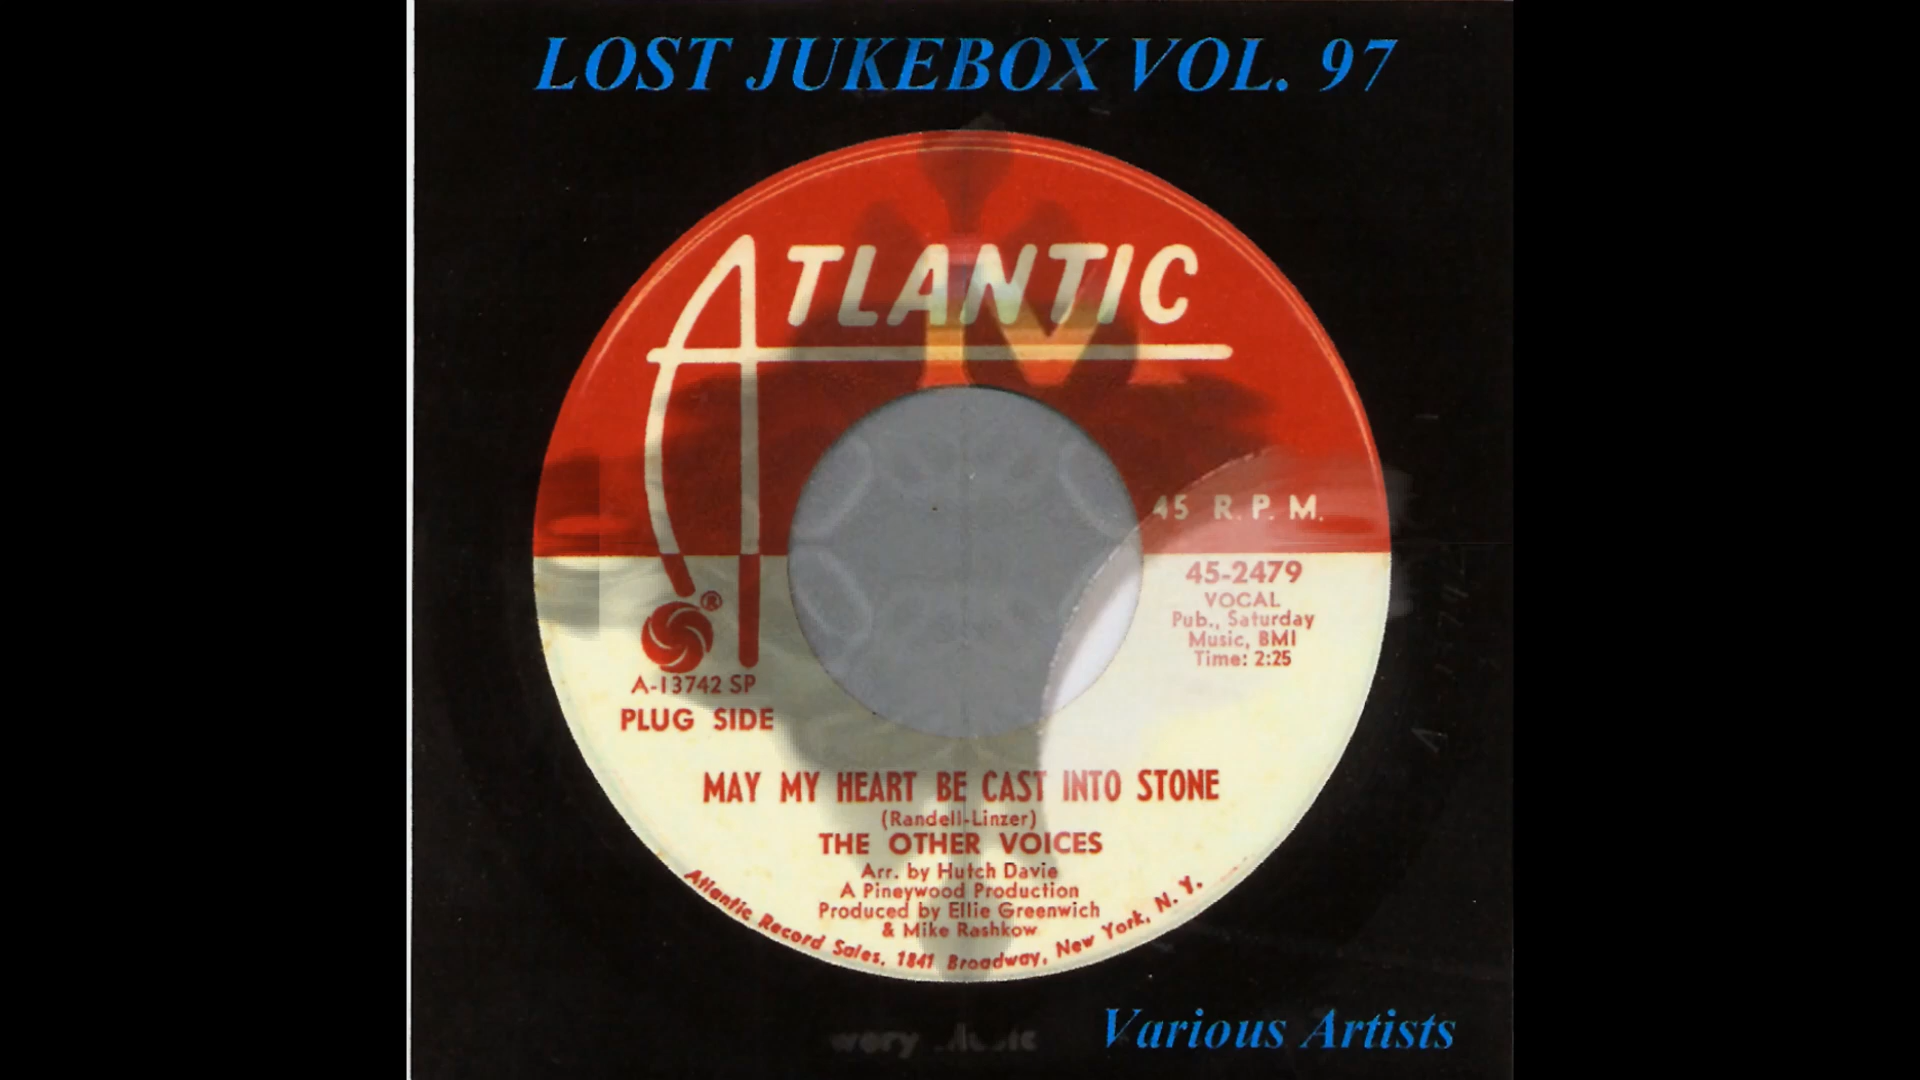 LOST JUKEBOX VOL. 97
ATLANTIC
45 R.P.M.
45-2479
VOCAL
Pub., Saturday
Music, BMI
Time: 2:25
®
A-13742 SP
PLUG SIDE
MAY MY HEART BE CAST INTO STONE
(Randell-Linzer)
THE OTHER VOICES
Arr. by Hutch Davie
A Pineywood Production
Produced by Ellie Greenwich
& Mike Rashkow
Atlantic Record Sales, 1841 Broadway, New York, N. Y.
Various Artists